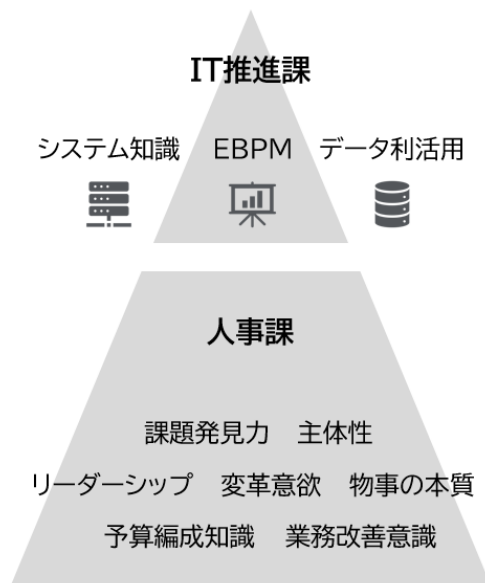 IT推進課
システム知識 EBPM データ利活用
人事課
課題発見力 主体性
リーダーシップ 変革意欲 物事の本質
予算編成知識 業務改善意識